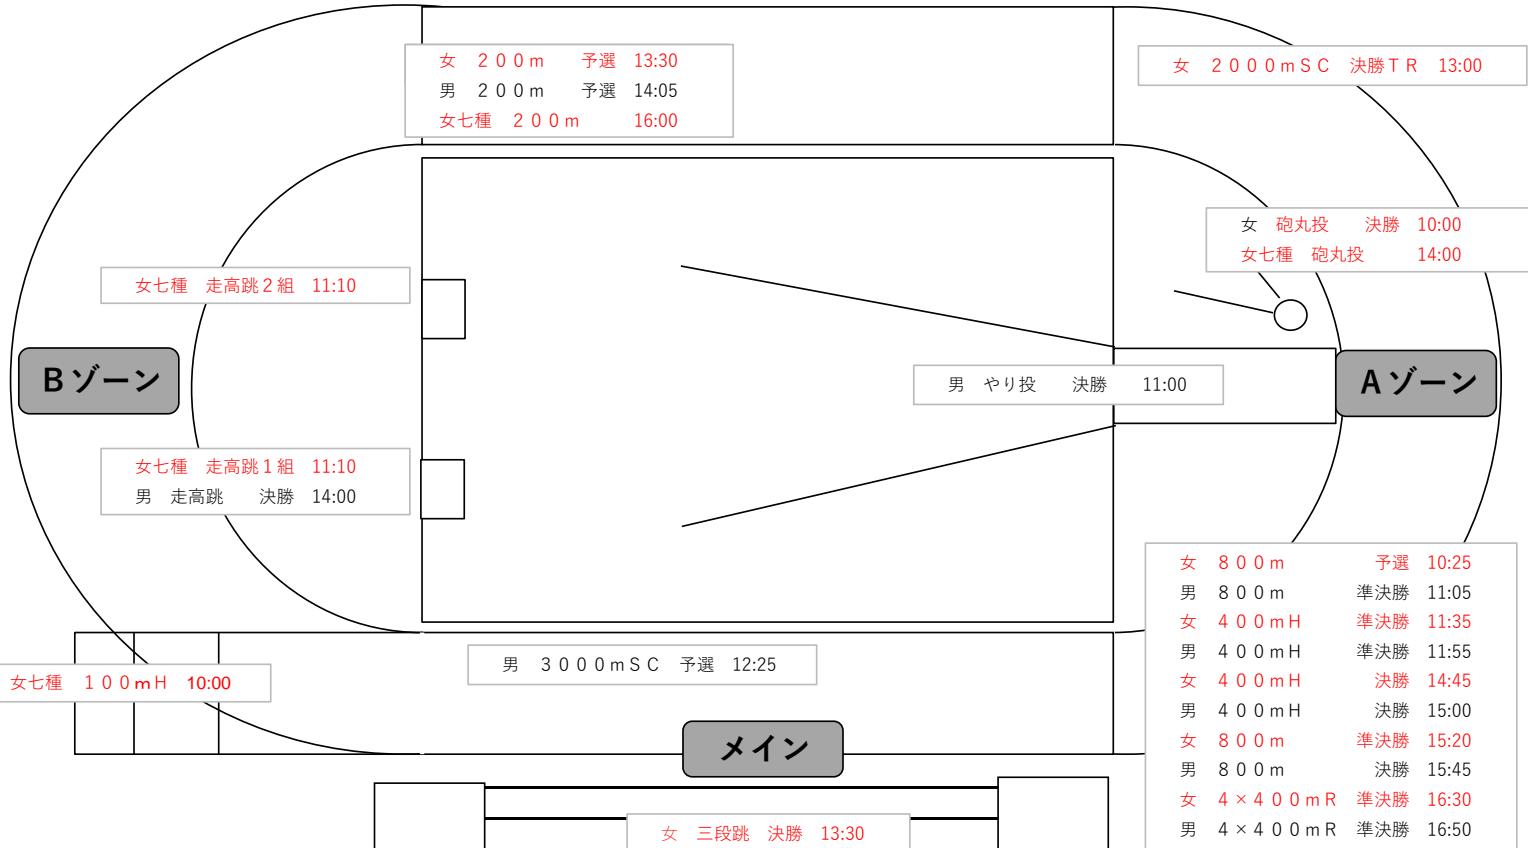 女　２００ｍ　　予選　13:30
男　２００ｍ　　予選　14:05
女七種　２００ｍ　　　16:00
女　２０００ｍＳＣ　決勝ＴＲ　13:00
女　砲丸投　　決勝　10:00
女七種　砲丸投　　　14:00
女七種　走高跳２組　11:10
Ｂゾーン
男　やり投　　決勝　　11:00
Ａゾーン
女七種　走高跳１組　11:10
男　走高跳　　決勝　14:00
女七種　１００ｍＨ　10:00
男　３０００ｍＳＣ　予選　12:25
メイン
女　三段跳　決勝　13:30
女　８００ｍ　　　　　予選　10:25
男　８００ｍ　　　　準決勝　11:05
女　４００ｍＨ　　　準決勝　11:35
男　４００ｍＨ　　　準決勝　11:55
女　４００ｍＨ　　　　決勝　14:45
男　４００ｍＨ　　　　決勝　15:00
女　８００ｍ　　　　準決勝　15:20
男　８００ｍ　　　　　決勝　15:45
女　４×４００ｍＲ　準決勝　16:30
男　４×４００ｍＲ　準決勝　16:50